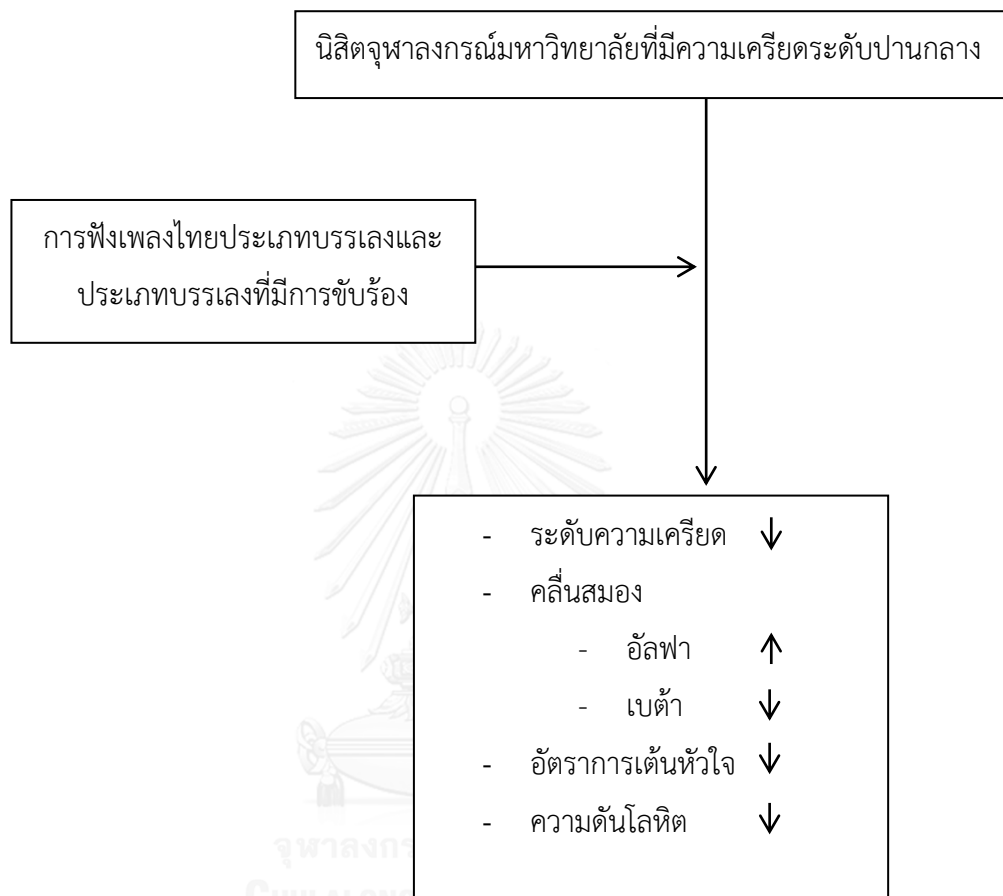 นิสิตจุฬาลงกรณ์มหาวิทยาลัยที่มีความเครียดระดับปานกลาง
การฟังเพลงไทยประเภทบรรเลงและ
ประเภทบรรเลงที่มีการขับร้อง
- ระดับความเครียด ↓
- คลื่นสมอง
- อัลฟา ↑
- เบต้า ↓
- อัตราการเต้นหัวใจ ↓
- ความดันโลหิต ↓